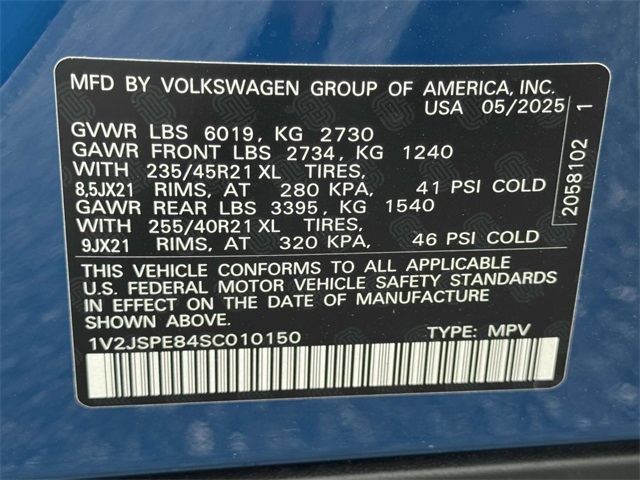 MFD BY VOLKSWAGEN GROUP OF AMERICA, INC.
USA 05/2025
GVWR LBS 6019, KG 2730
GAWR FRONT LBS 2734, KG 1240
WITH 235/45R21 XL TIRES,
8,5JX21 RIMS, AT 280 KPA, 41 PSI COLD
GAWR REAR LBS 3395, KG 1540
WITH 255/40R21 XL TIRES,
9JX21 RIMS, AT 320 KPA, 46 PSI COLD
THIS VEHICLE CONFORMS TO ALL APPLICABLE
U.S. FEDERAL MOTOR VEHICLE SAFETY STANDARDS
IN EFFECT ON THE DATE OF MANUFACTURE
SHOWN ABOVE.
1V2JSPE84SC010150 TYPE: MPV
2058102 1